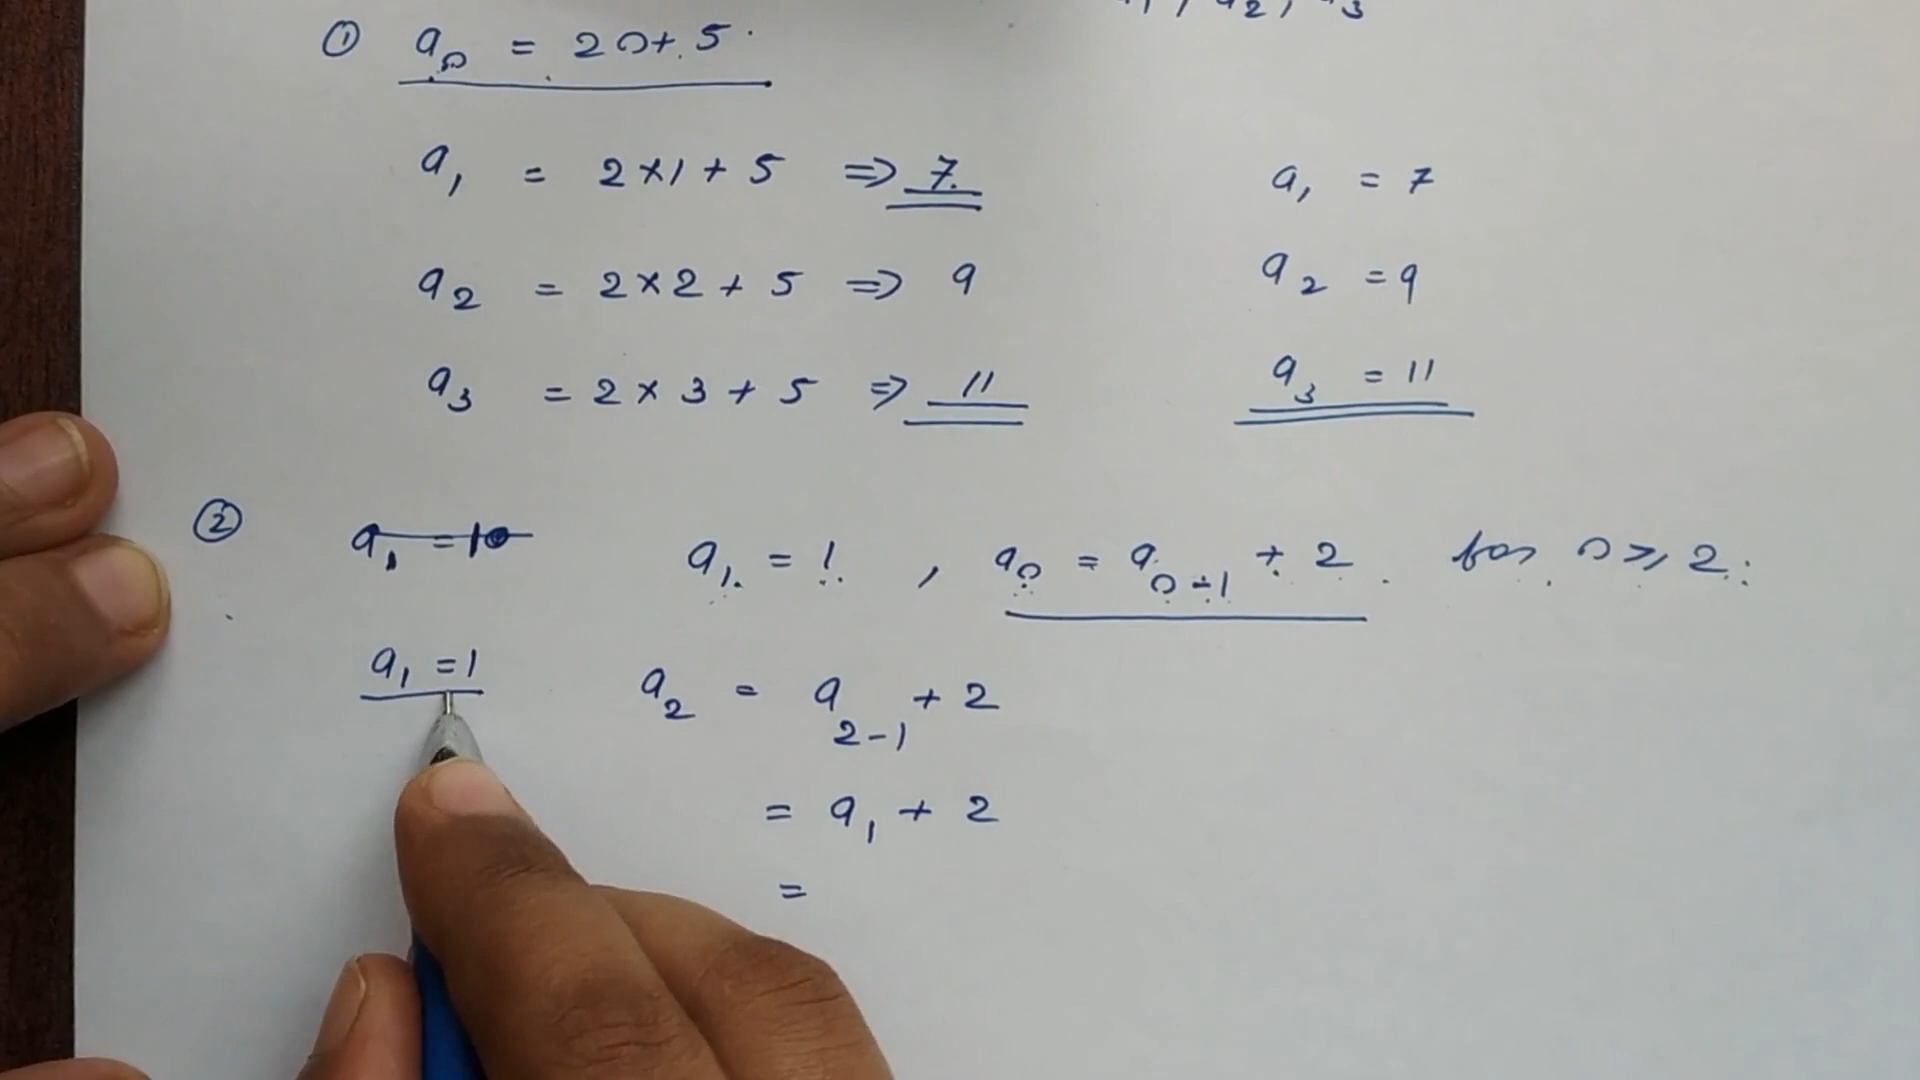 a₁, a₂, a₃
① aₙ = 2n + 5
a₁ = 2×1 + 5 ⇒ 7 a₁ = 7
a₂ = 2×2 + 5 ⇒ 9 a₂ = 9
a₃ = 2×3 + 5 ⇒ 11 a₃ = 11
② a₁ = 1 , aₙ = aₙ₋₁ + 2 for n ≥ 2
a₁ = 1 a₂ = a₂₋₁ + 2
= a₁ + 2
=